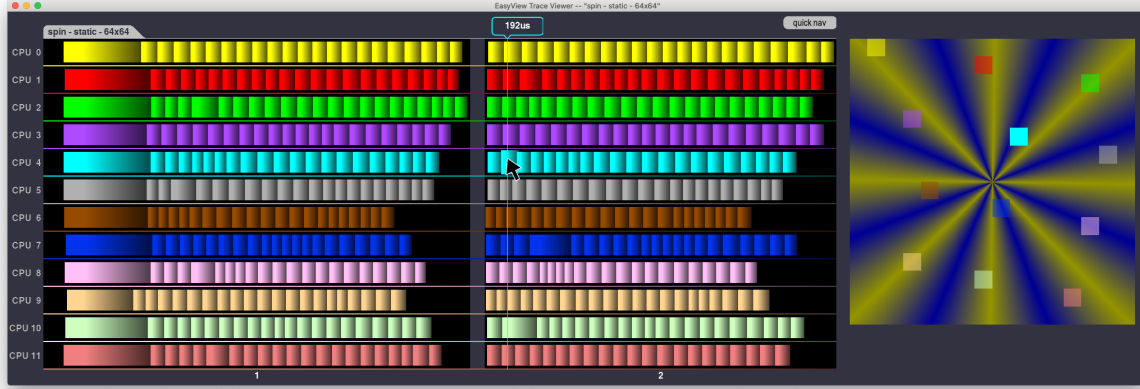 EasyView Trace Viewer -- "spin - static - 64x64"
192us
quick nav
spin - static - 64x64
CPU 0
CPU 1
CPU 2
CPU 3
CPU 4
CPU 5
CPU 6
CPU 7
CPU 8
CPU 9
CPU 10
CPU 11
1
2